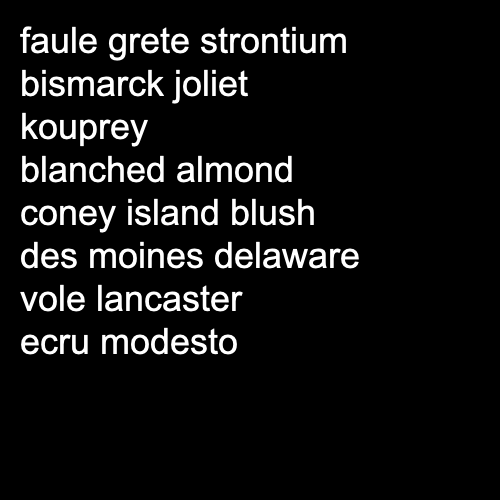 faule grete strontium
bismarck joliet
kouprey
blanched almond
coney island blush
des moines delaware
vole lancaster
ecru modesto